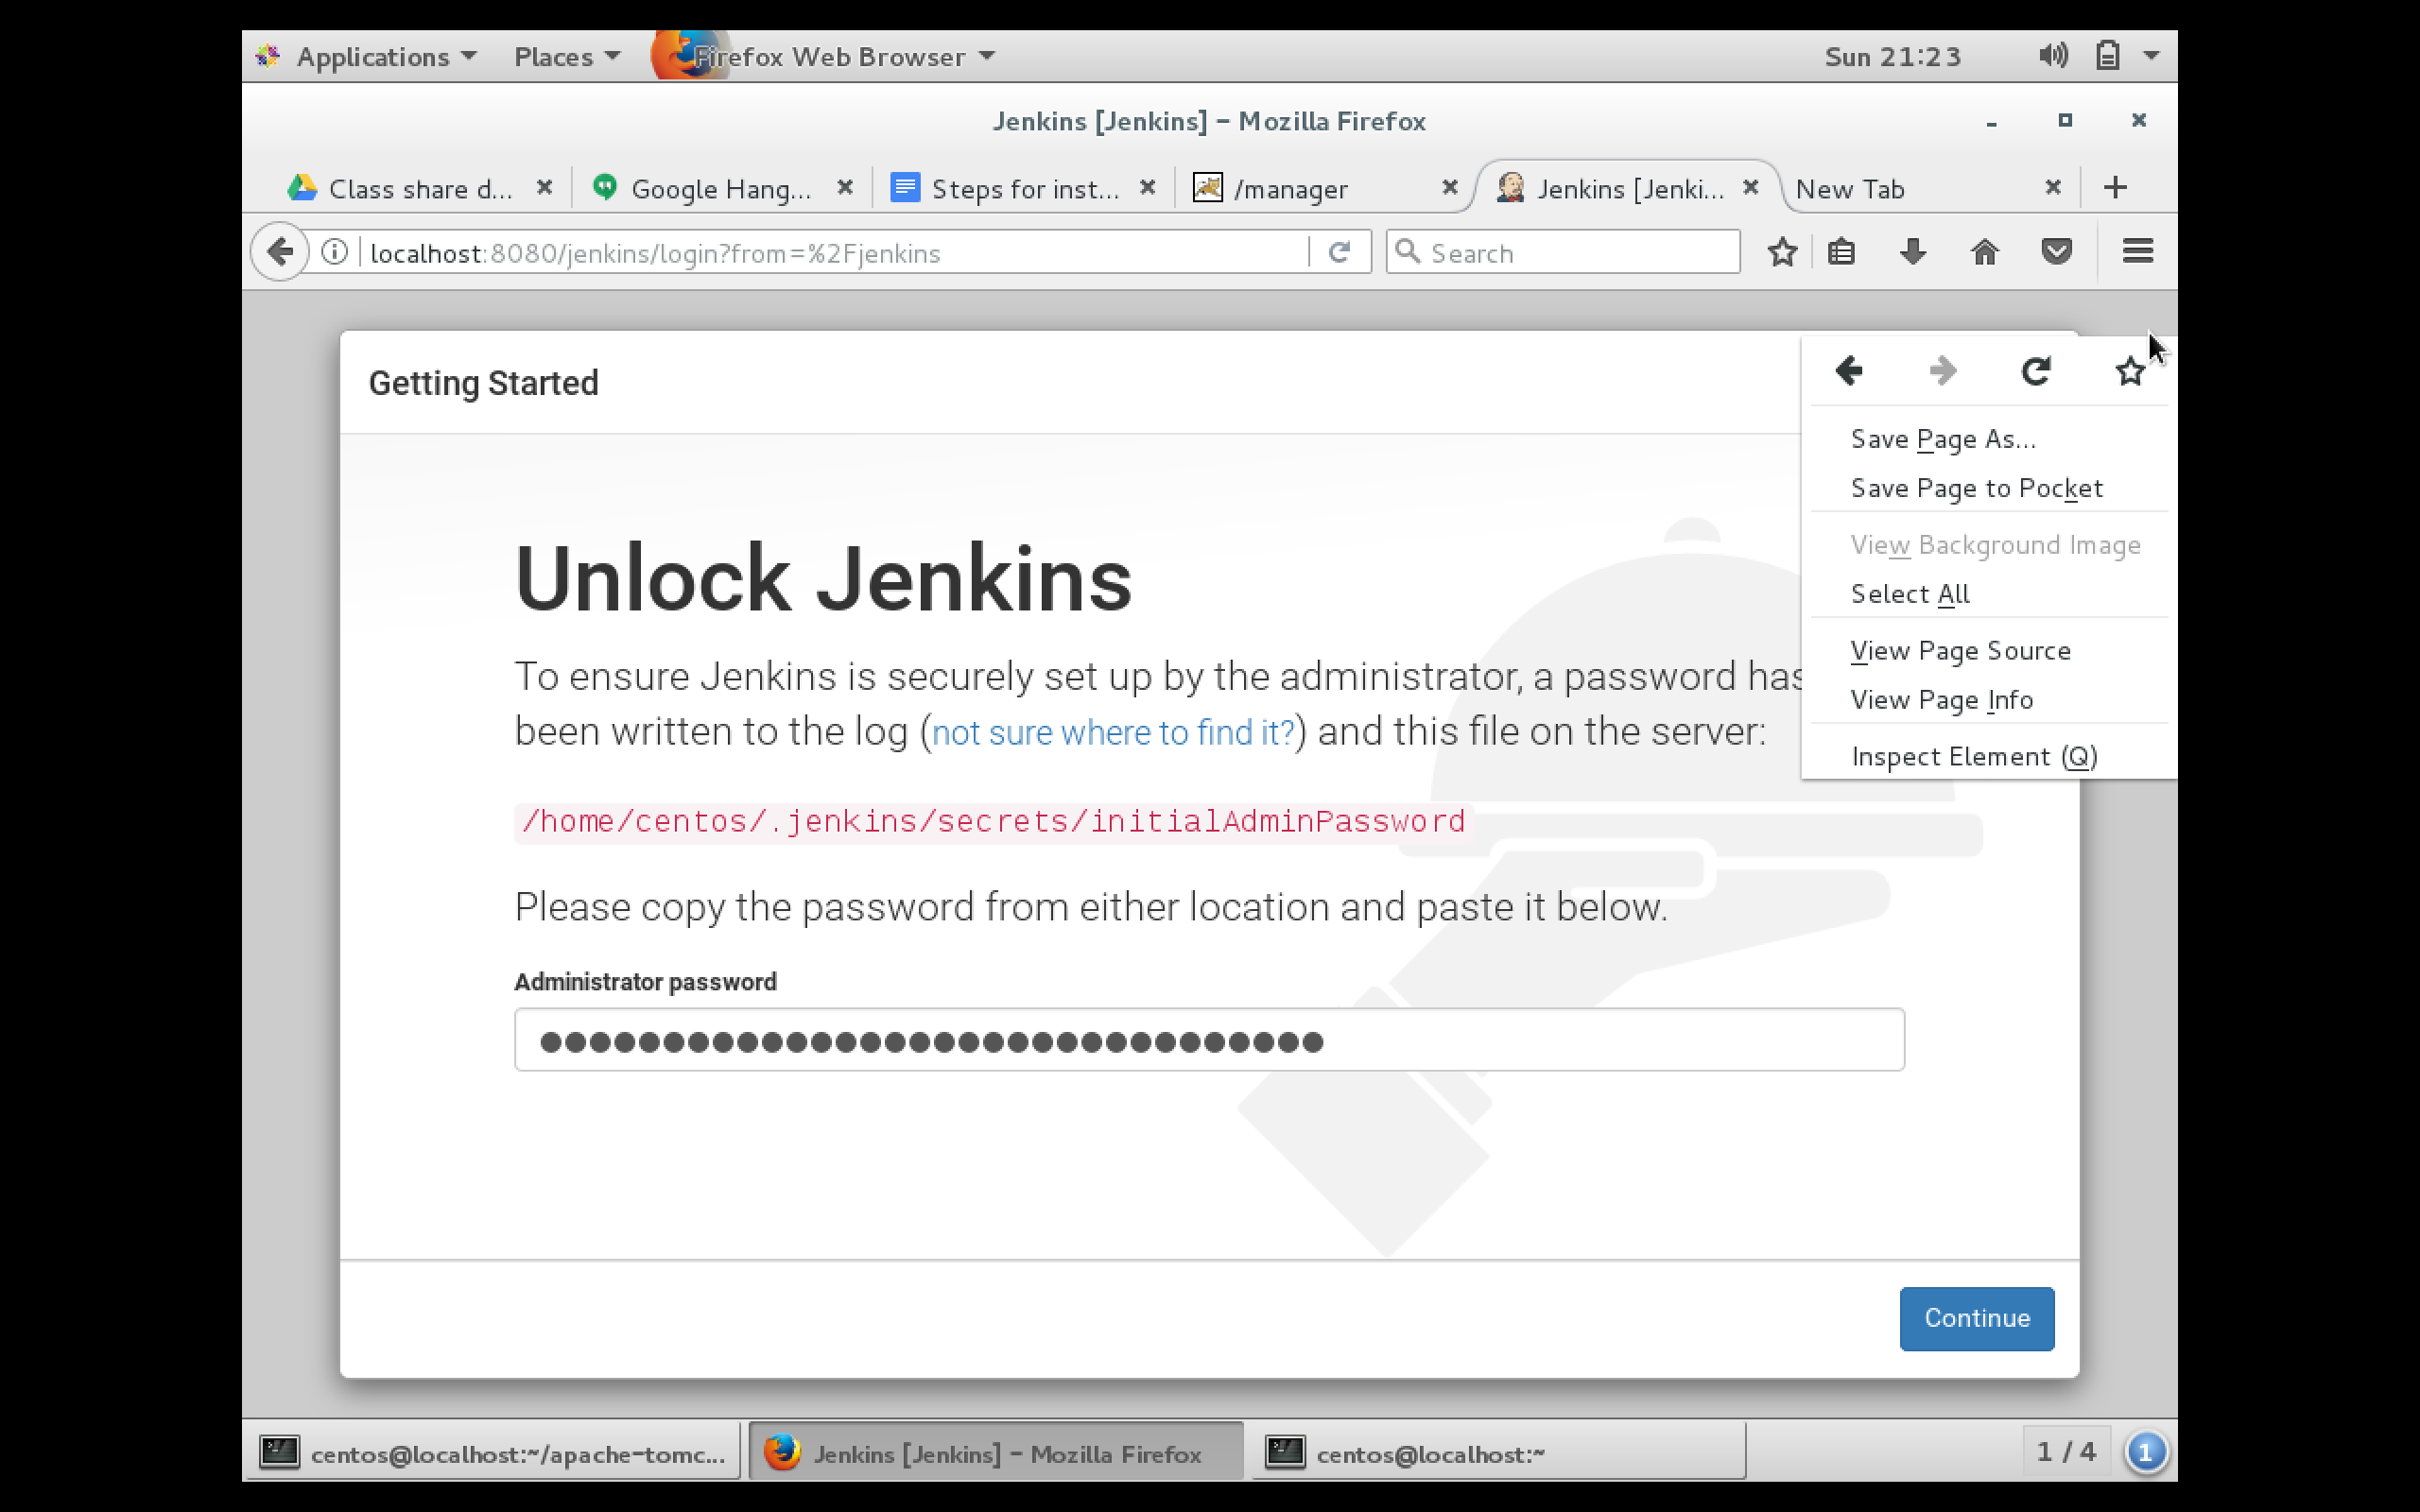 Applications Places Firefox Web Browser Sun 21:23
Jenkins [Jenkins] – Mozilla Firefox
Class share d... Google Hang... Steps for inst... /manager Jenkins [Jenki... New Tab
localhost:8080/jenkins/login?from=%2Fjenkins Search
Getting Started
Save Page As...
Save Page to Pocket
View Background Image
Select All
View Page Source
View Page Info
Inspect Element (Q)
Unlock Jenkins
To ensure Jenkins is securely set up by the administrator, a password has
been written to the log (not sure where to find it?) and this file on the server:
/home/centos/.jenkins/secrets/initialAdminPassword
Please copy the password from either location and paste it below.
Administrator password
Continue
centos@localhost:~/apache-tomc... Jenkins [Jenkins] – Mozilla Firefox centos@localhost:~ 1 / 4 1